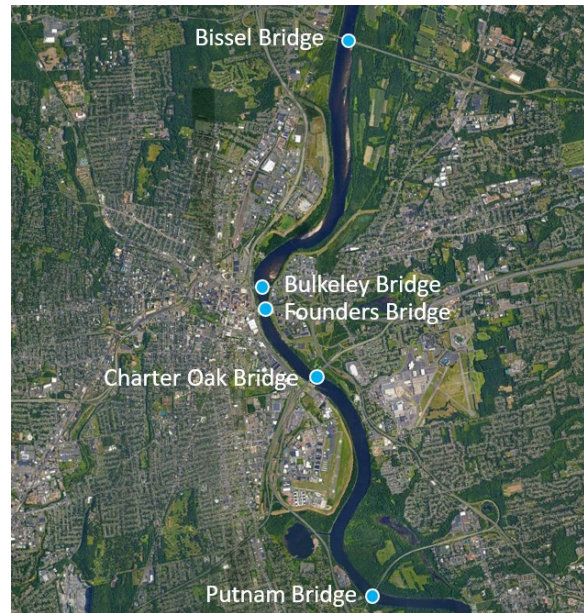 Bissel Bridge
Bulkeley Bridge
Founders Bridge
Charter Oak Bridge
Putnam Bridge